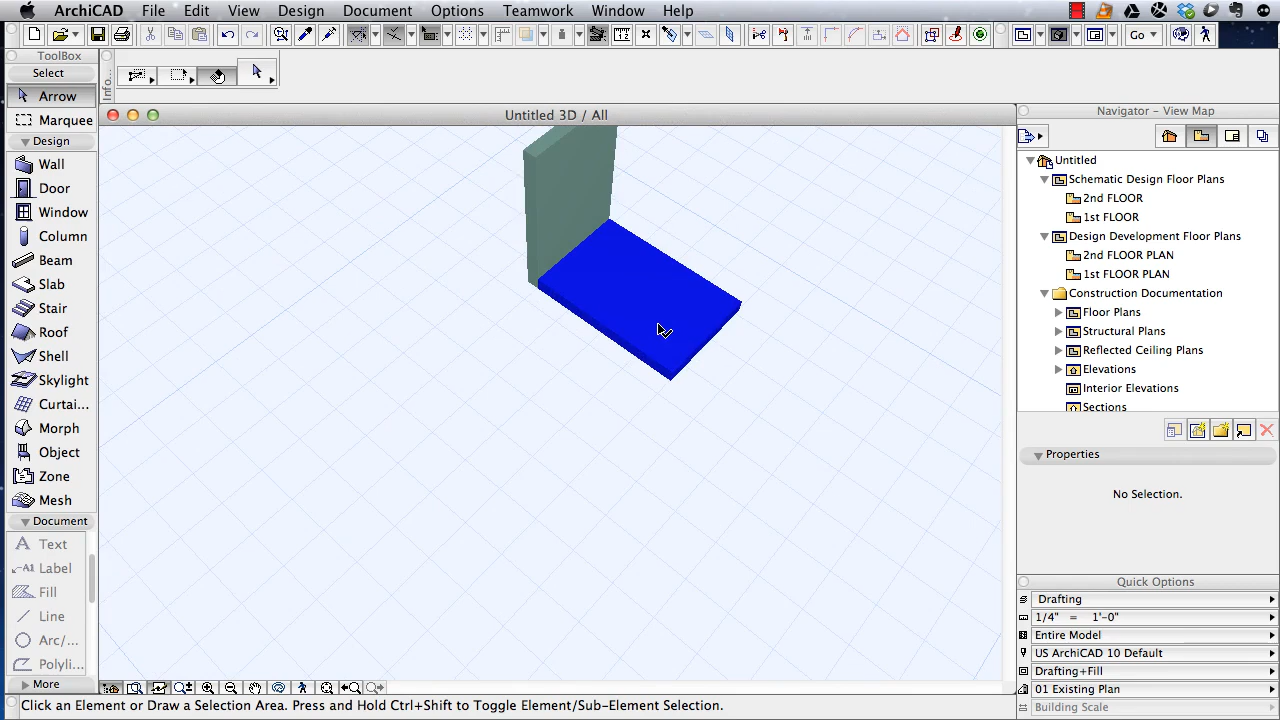 ArchiCAD File Edit View Design Document Options Teamwork Window Help
Go
ToolBox
Info...
Select
Arrow
Marquee
Design
Wall
Door
Window
Column
Beam
Slab
Stair
Roof
Shell
Skylight
Curtai...
Morph
Object
Zone
Mesh
Document
A Text
A1 Label
Fill
Line
Arc/...
Polyli...
More
Untitled 3D / All
Navigator - View Map
Untitled
Schematic Design Floor Plans
2nd FLOOR
1st FLOOR
Design Development Floor Plans
2nd FLOOR PLAN
1st FLOOR PLAN
Construction Documentation
Floor Plans
Structural Plans
Reflected Ceiling Plans
Elevations
Interior Elevations
Sections
Properties
No Selection.
Quick Options
Drafting
1/4" = 1'-0"
Entire Model
US ArchiCAD 10 Default
Drafting+Fill
01 Existing Plan
Building Scale
Click an Element or Draw a Selection Area. Press and Hold Ctrl+Shift to Toggle Element/Sub-Element Selection.